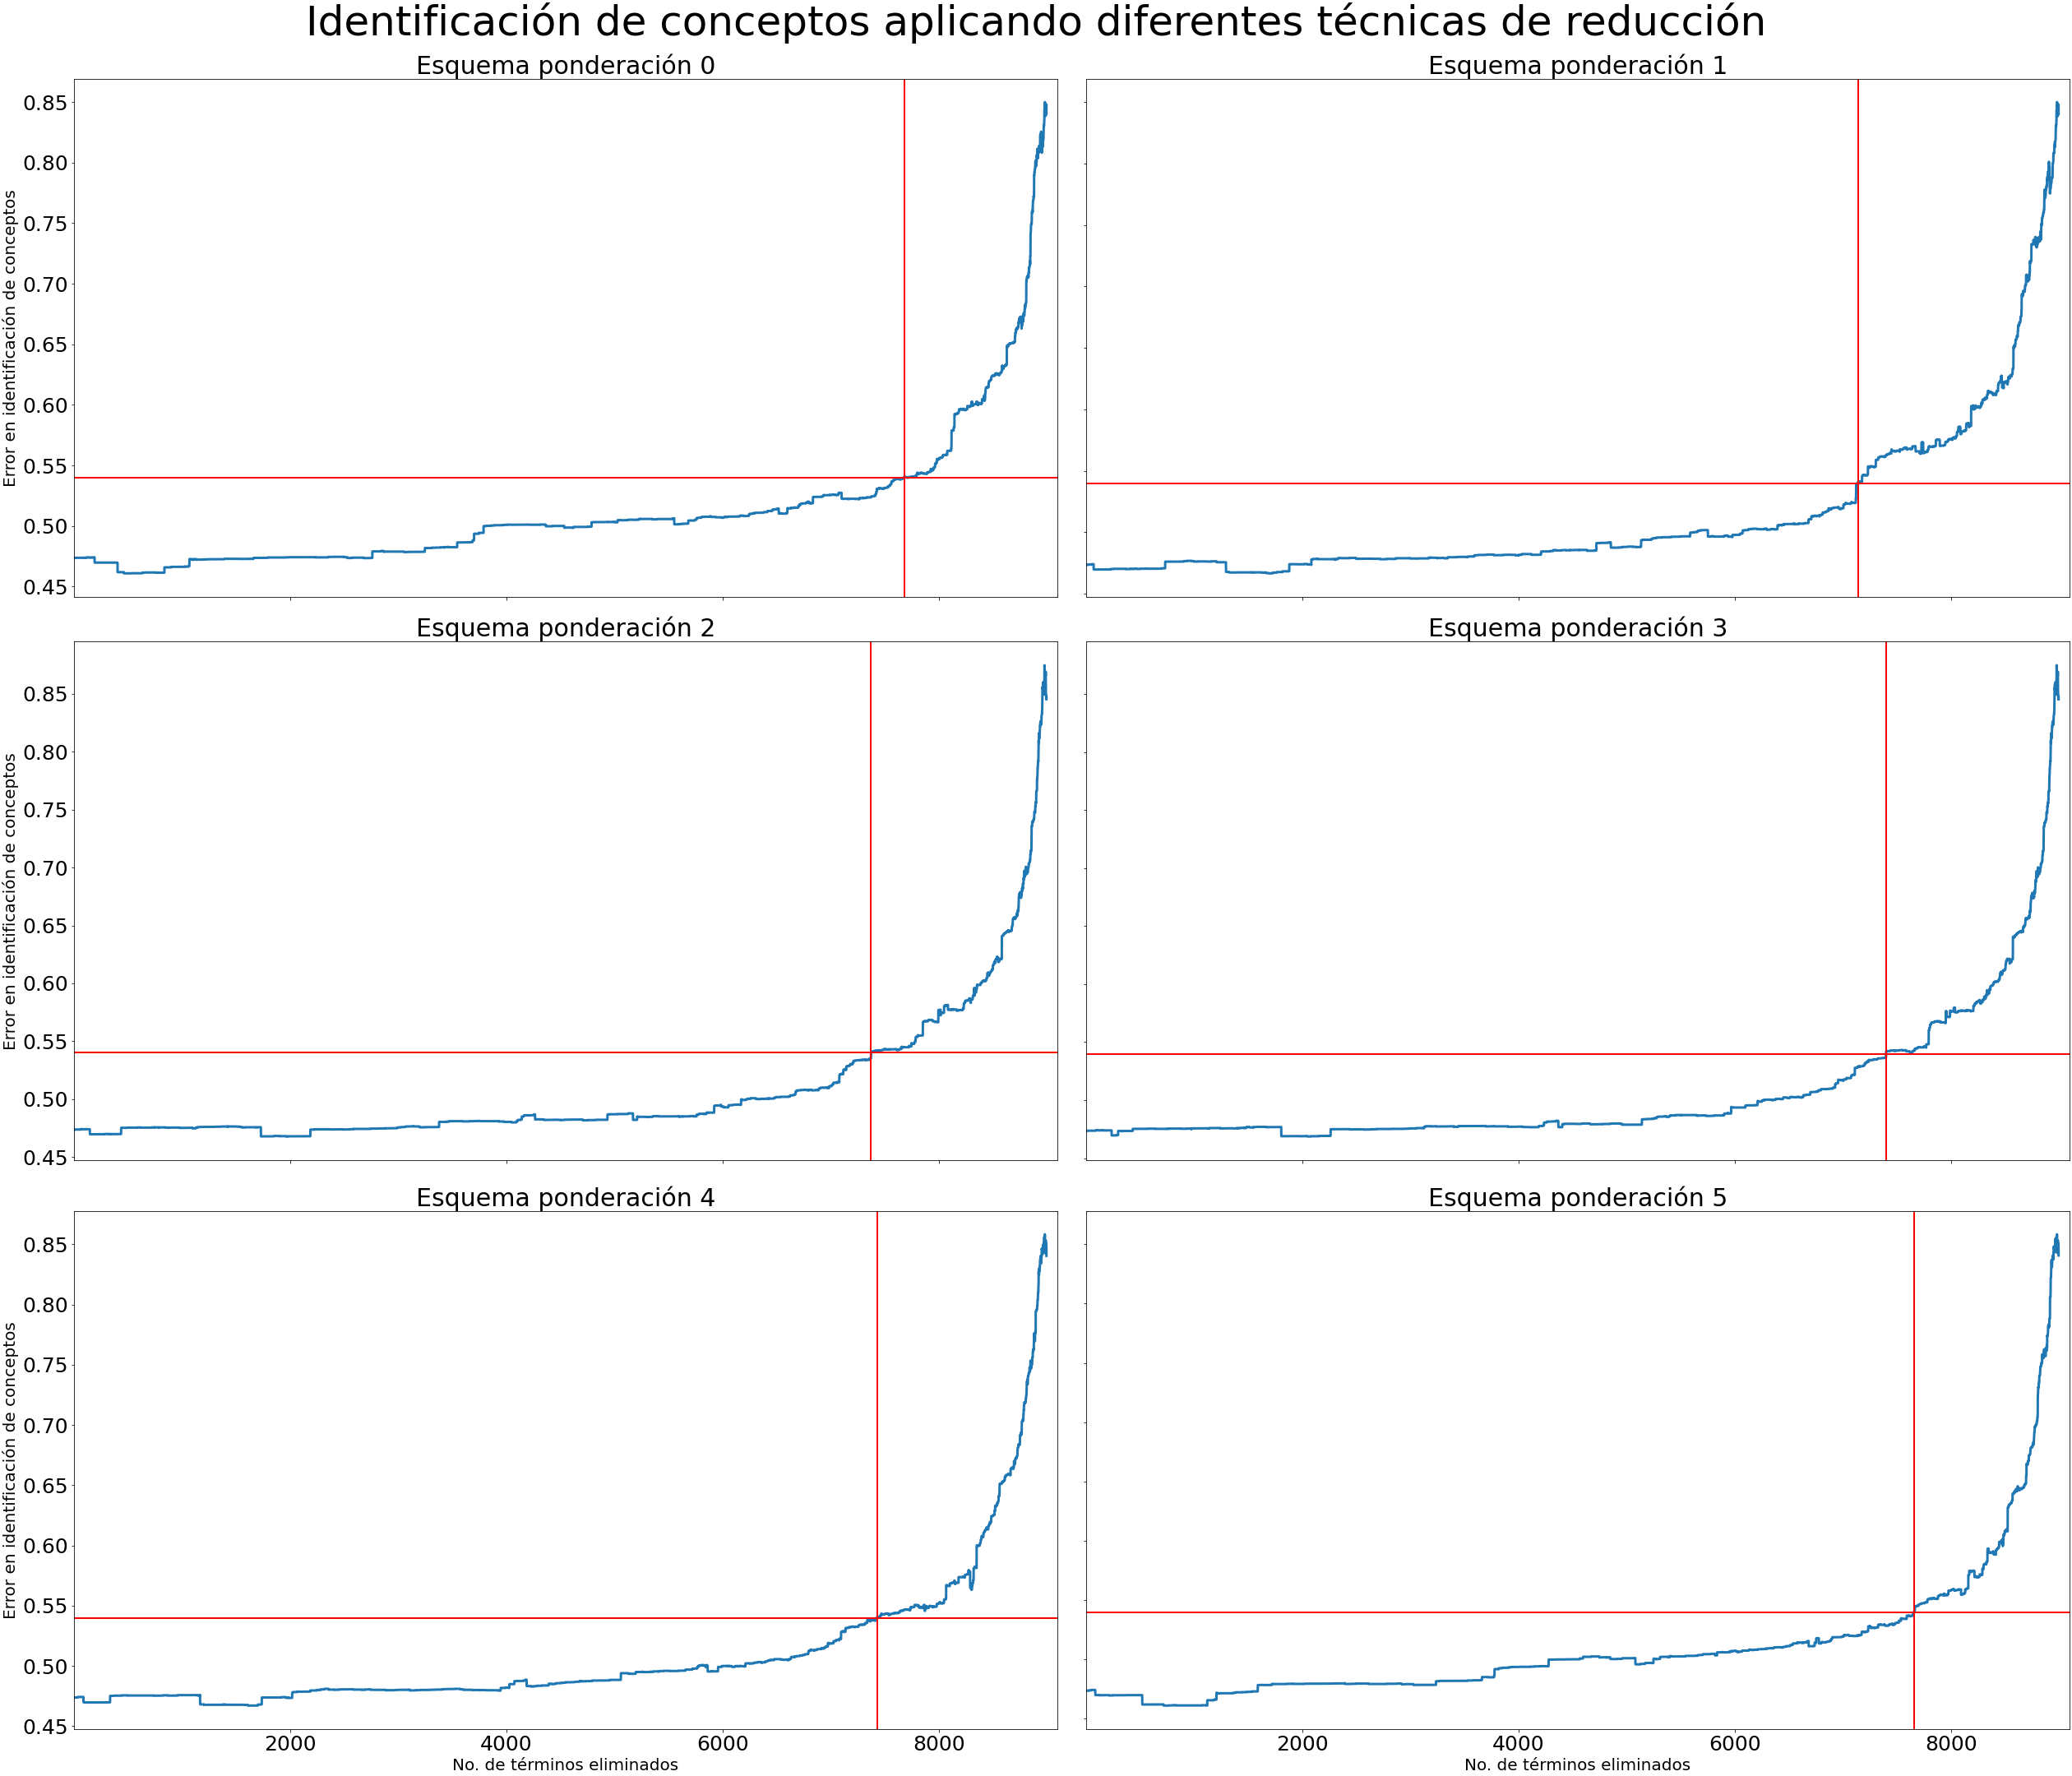 Identificación de conceptos aplicando diferentes técnicas de reducción
Esquema ponderación 0
Esquema ponderación 1
0.85
0.80
0.75
0.70
0.65
0.60
0.55
0.50
0.45
Error en identificación de conceptos
Esquema ponderación 2
Esquema ponderación 3
0.85
0.80
0.75
0.70
0.65
0.60
0.55
0.50
0.45
Error en identificación de conceptos
Esquema ponderación 4
Esquema ponderación 5
0.85
0.80
0.75
0.70
0.65
0.60
0.55
0.50
0.45
Error en identificación de conceptos
2000 4000 6000 8000
2000 4000 6000 8000
No. de términos eliminados
No. de términos eliminados